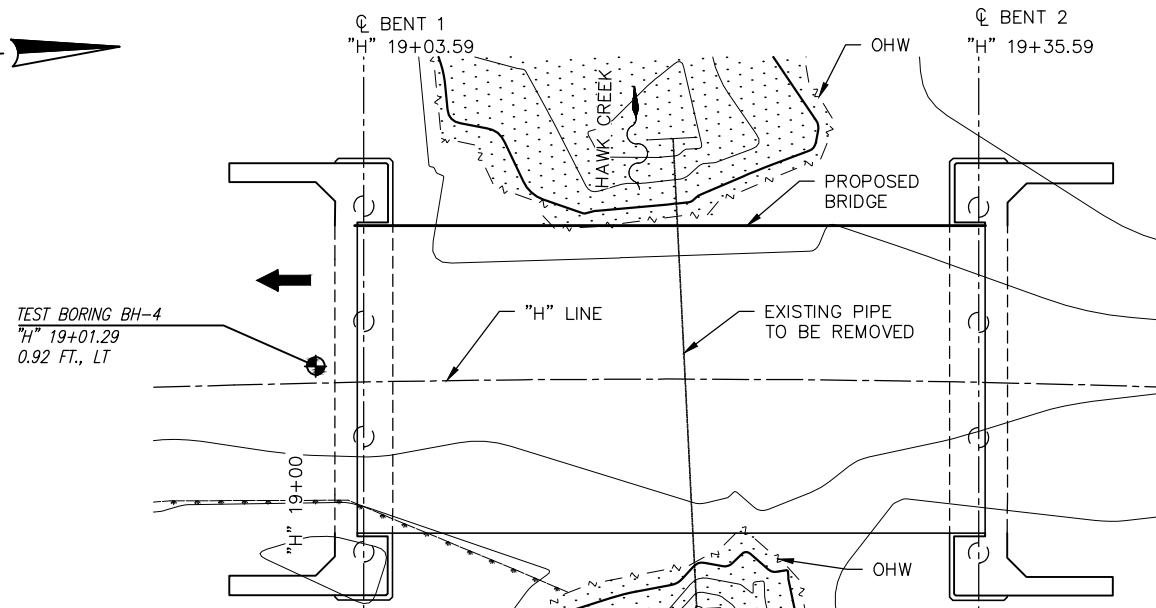 ℄ BENT 1
"H" 19+03.59
℄ BENT 2
"H" 19+35.59
OHW
HAWK CREEK
PROPOSED
BRIDGE
TEST BORING BH-4
"H" 19+01.29
0.92 FT., LT
"H" LINE
EXISTING PIPE
TO BE REMOVED
"H" 19+00
OHW